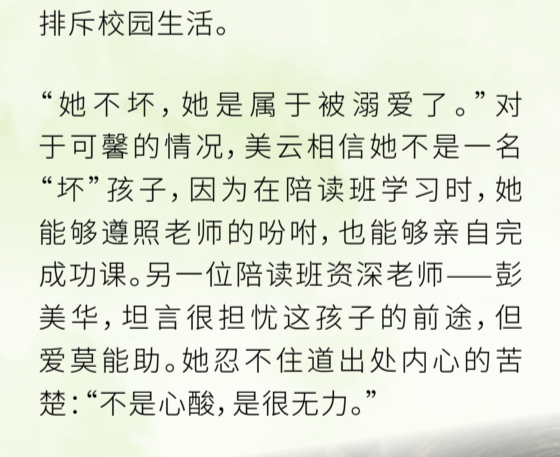 排斥校园生活。
“她不坏，她是属于被溺爱了。”对
于可馨的情况，美云相信她不是一名
“坏”孩子，因为在陪读班学习时，她
能够遵照老师的吩咐，也能够亲自完
成功课。另一位陪读班资深老师——彭
美华，坦言很担忧这孩子的前途，但
爱莫能助。她忍不住道出处内心的苦
楚：“不是心酸，是很无力。”